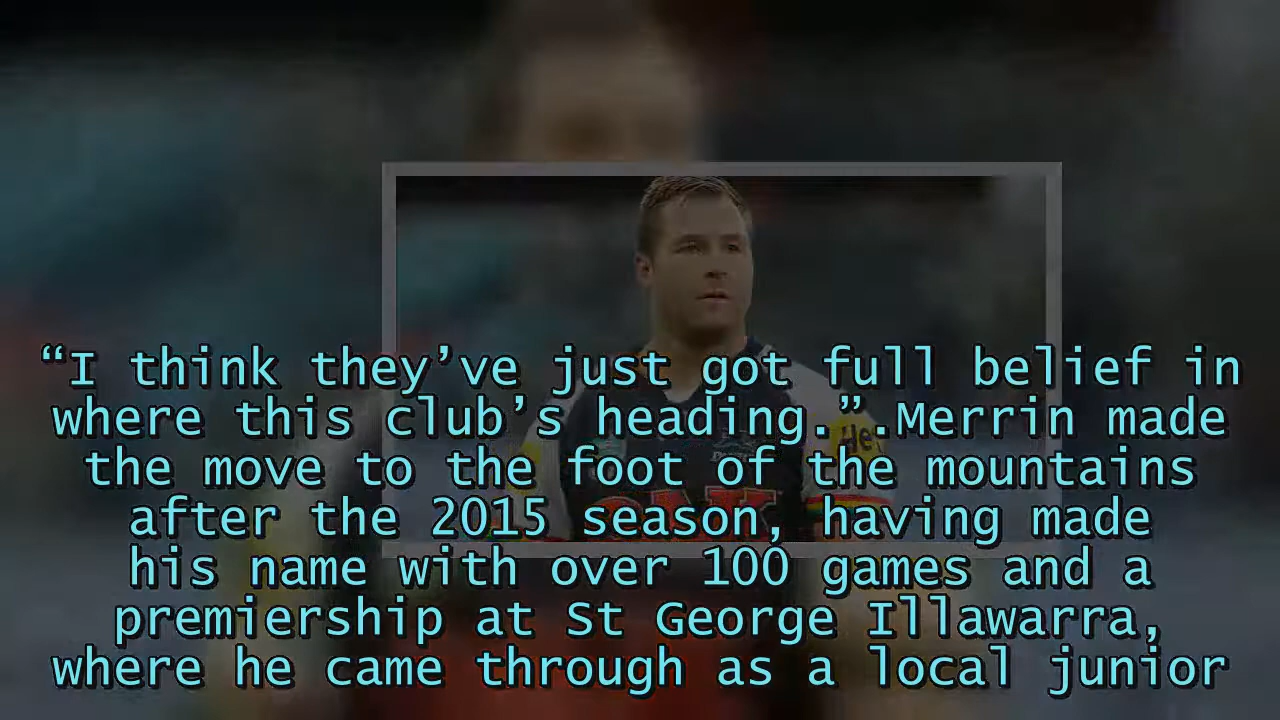 “I think they’ve just got full belief in
where this club’s heading.”.Merrin made
the move to the foot of the mountains
after the 2015 season, having made
his name with over 100 games and a
premiership at St George Illawarra,
where he came through as a local junior
OAK